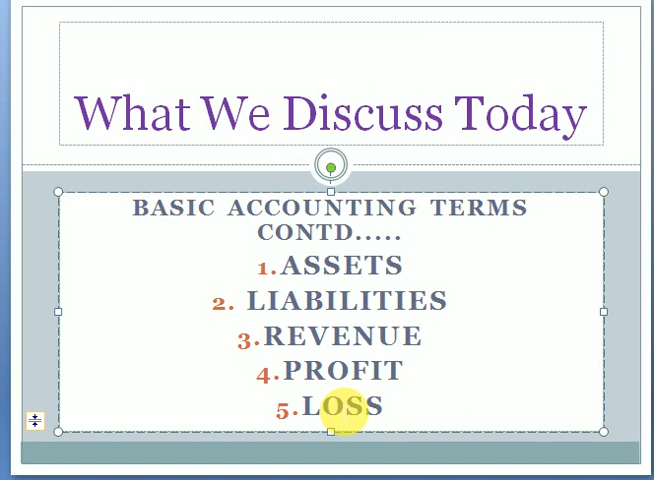 What We Discuss Today
BASIC ACCOUNTING TERMS
CONTD.....
1.ASSETS
2. LIABILITIES
3.REVENUE
4.PROFIT
5.LOSS